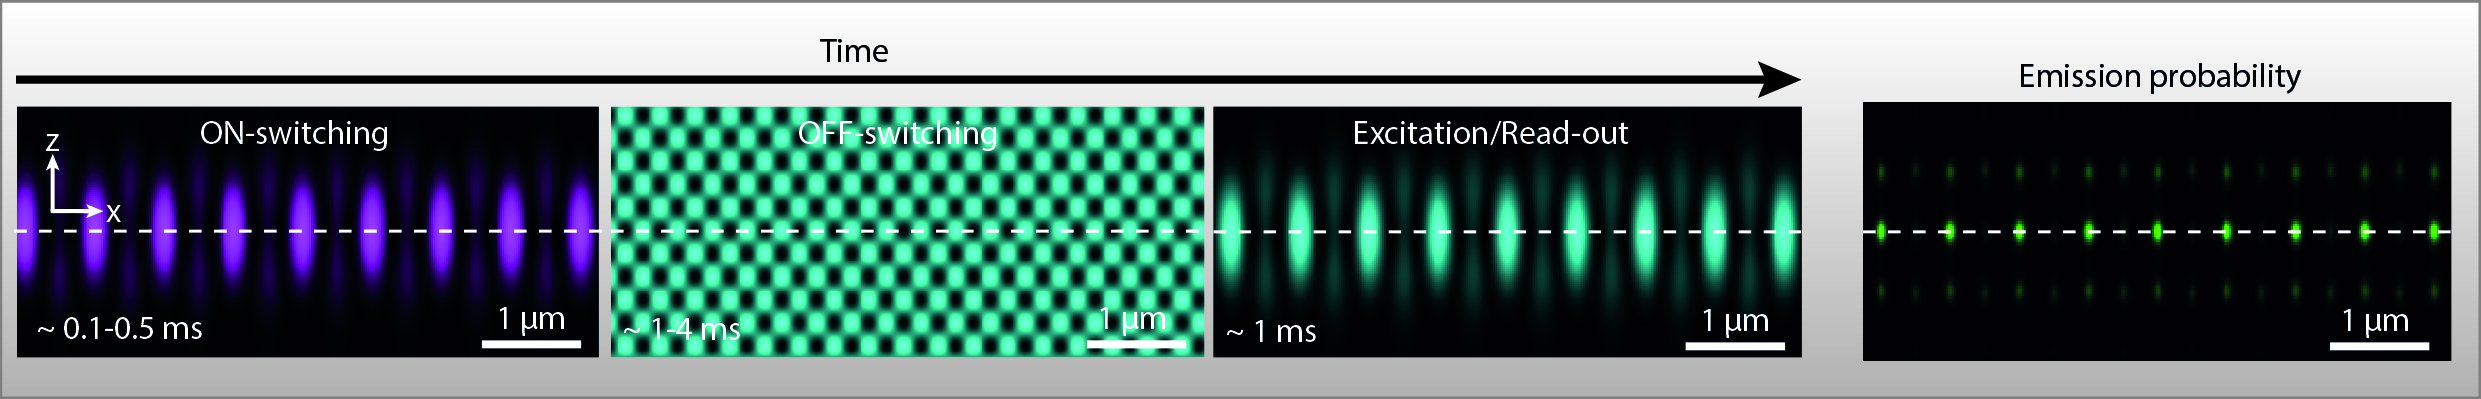 Time
Emission probability
ON-switching
OFF-switching
Excitation/Read-out
z
x
~ 0.1-0.5 ms
1 μm
~ 1-4 ms
1 μm
~ 1 ms
1 μm
1 μm